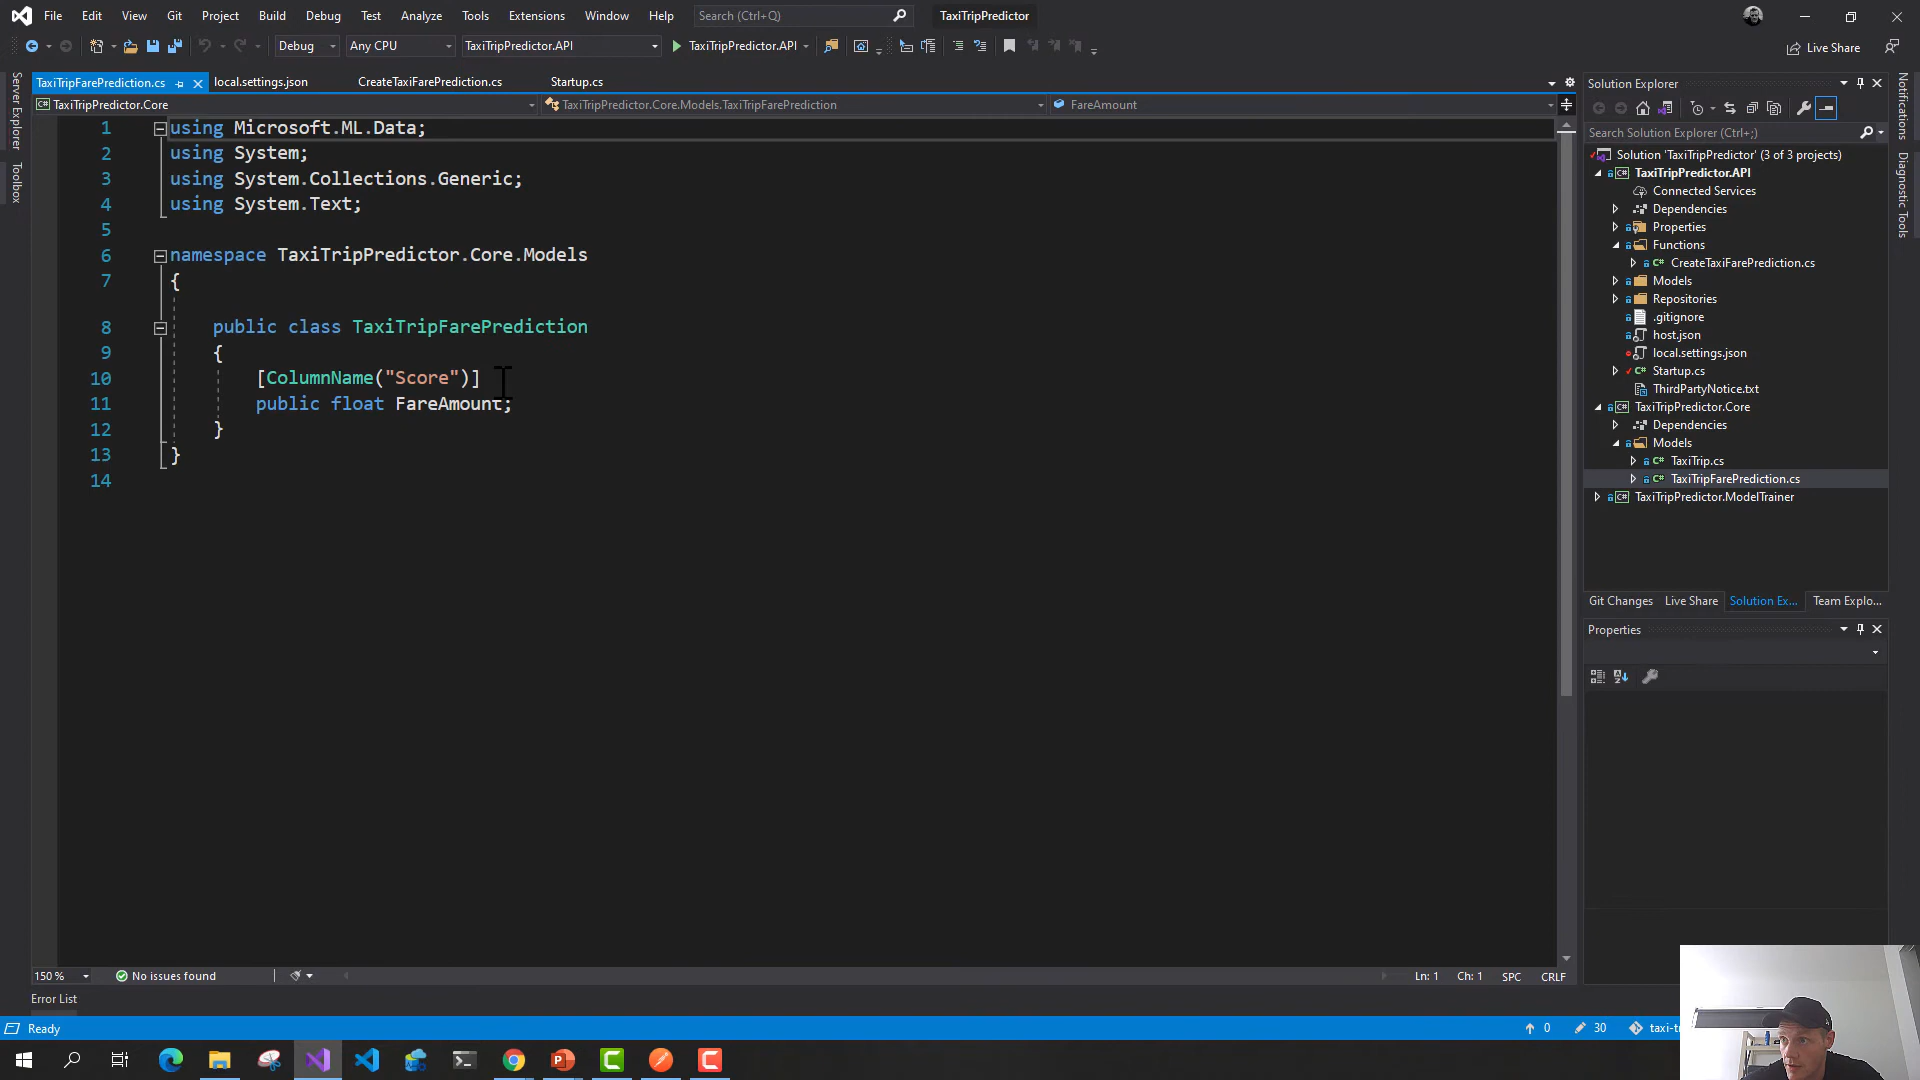 File Edit View Git Project Build Debug Test Analyze Tools Extensions Window Help Search (Ctrl+Q) TaxiTripPredictor
Debug Any CPU TaxiTripPredictor.API TaxiTripPredictor.API Live Share
TaxiTripFarePrediction.cs local.settings.json CreateTaxiFarePrediction.cs Startup.cs
TaxiTripPredictor.Core TaxiTripPredictor.Core.Models.TaxiTripFarePrediction FareAmount
Server Explorer
Toolbox
1 using Microsoft.ML.Data;
2 using System;
3 using System.Collections.Generic;
4 using System.Text;
5
6 namespace TaxiTripPredictor.Core.Models
7 {
8 public class TaxiTripFarePrediction
9 {
10 [ColumnName("Score")]
11 public float FareAmount;
12 }
13 }
14
150 % No issues found Ln: 1 Ch: 1 SPC CRLF
Error List
Solution Explorer
Search Solution Explorer (Ctrl+;)
Solution 'TaxiTripPredictor' (3 of 3 projects)
TaxiTripPredictor.API
Connected Services
Dependencies
Properties
Functions
CreateTaxiFarePrediction.cs
Models
Repositories
.gitignore
host.json
local.settings.json
Startup.cs
ThirdPartyNotice.txt
TaxiTripPredictor.Core
Dependencies
Models
TaxiTrip.cs
TaxiTripFarePrediction.cs
TaxiTripPredictor.ModelTrainer
Git Changes Live Share Solution Ex... Team Explo...
Properties
Notifications
Diagnostic Tools
Ready 0 30 taxi-t